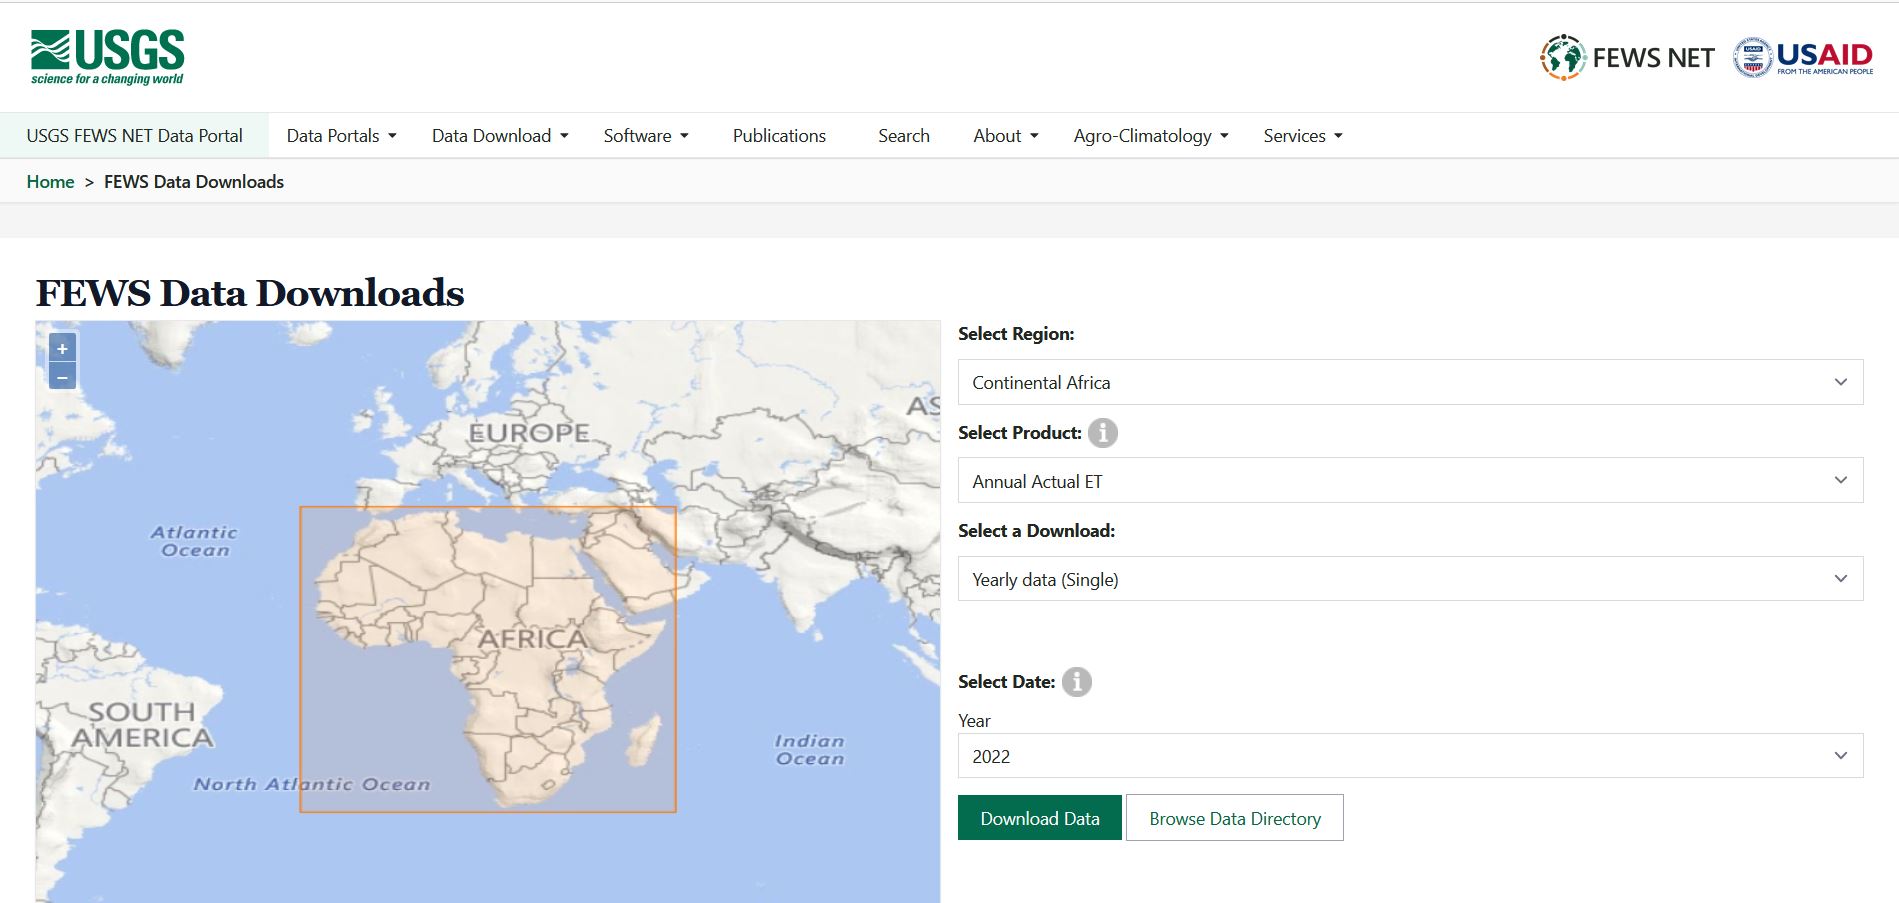 USGS
science for a changing world
FEWS NET
USAID
FROM THE AMERICAN PEOPLE
USGS FEWS NET Data Portal
Data Portals
Data Download
Software
Publications
Search
About
Agro-Climatology
Services
Home > FEWS Data Downloads
FEWS Data Downloads
+
−
AS
EUROPE
Atlantic
Ocean
AFRICA
SOUTH
AMERICA
Indian
Ocean
North Atlantic Ocean
Select Region:
Continental Africa
Select Product: i
Annual Actual ET
Select a Download:
Yearly data (Single)
Select Date: i
Year
2022
Download Data
Browse Data Directory